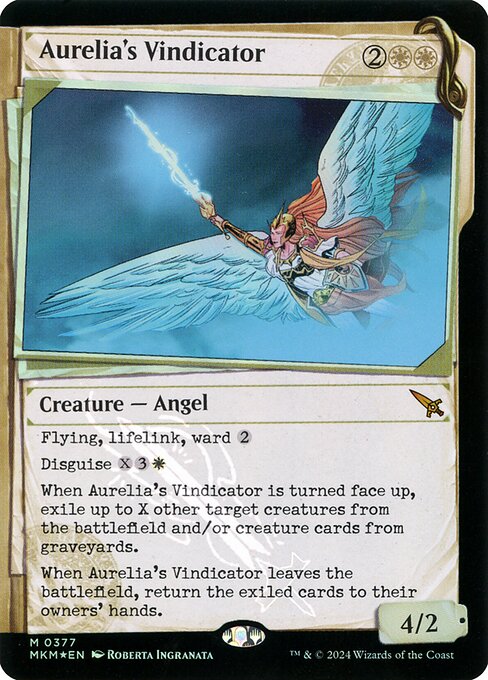 Aurelia's Vindicator 2
Creature — Angel
Flying, lifelink, ward 2
Disguise X 3
When Aurelia's Vindicator is turned face up,
exile up to X other target creatures from
the battlefield and/or creature cards from
graveyards.
When Aurelia's Vindicator leaves the
battlefield, return the exiled cards to their
owners' hands.
4/2
M 0377
MKM★EN Roberta Ingranata
™ & © 2024 Wizards of the Coast